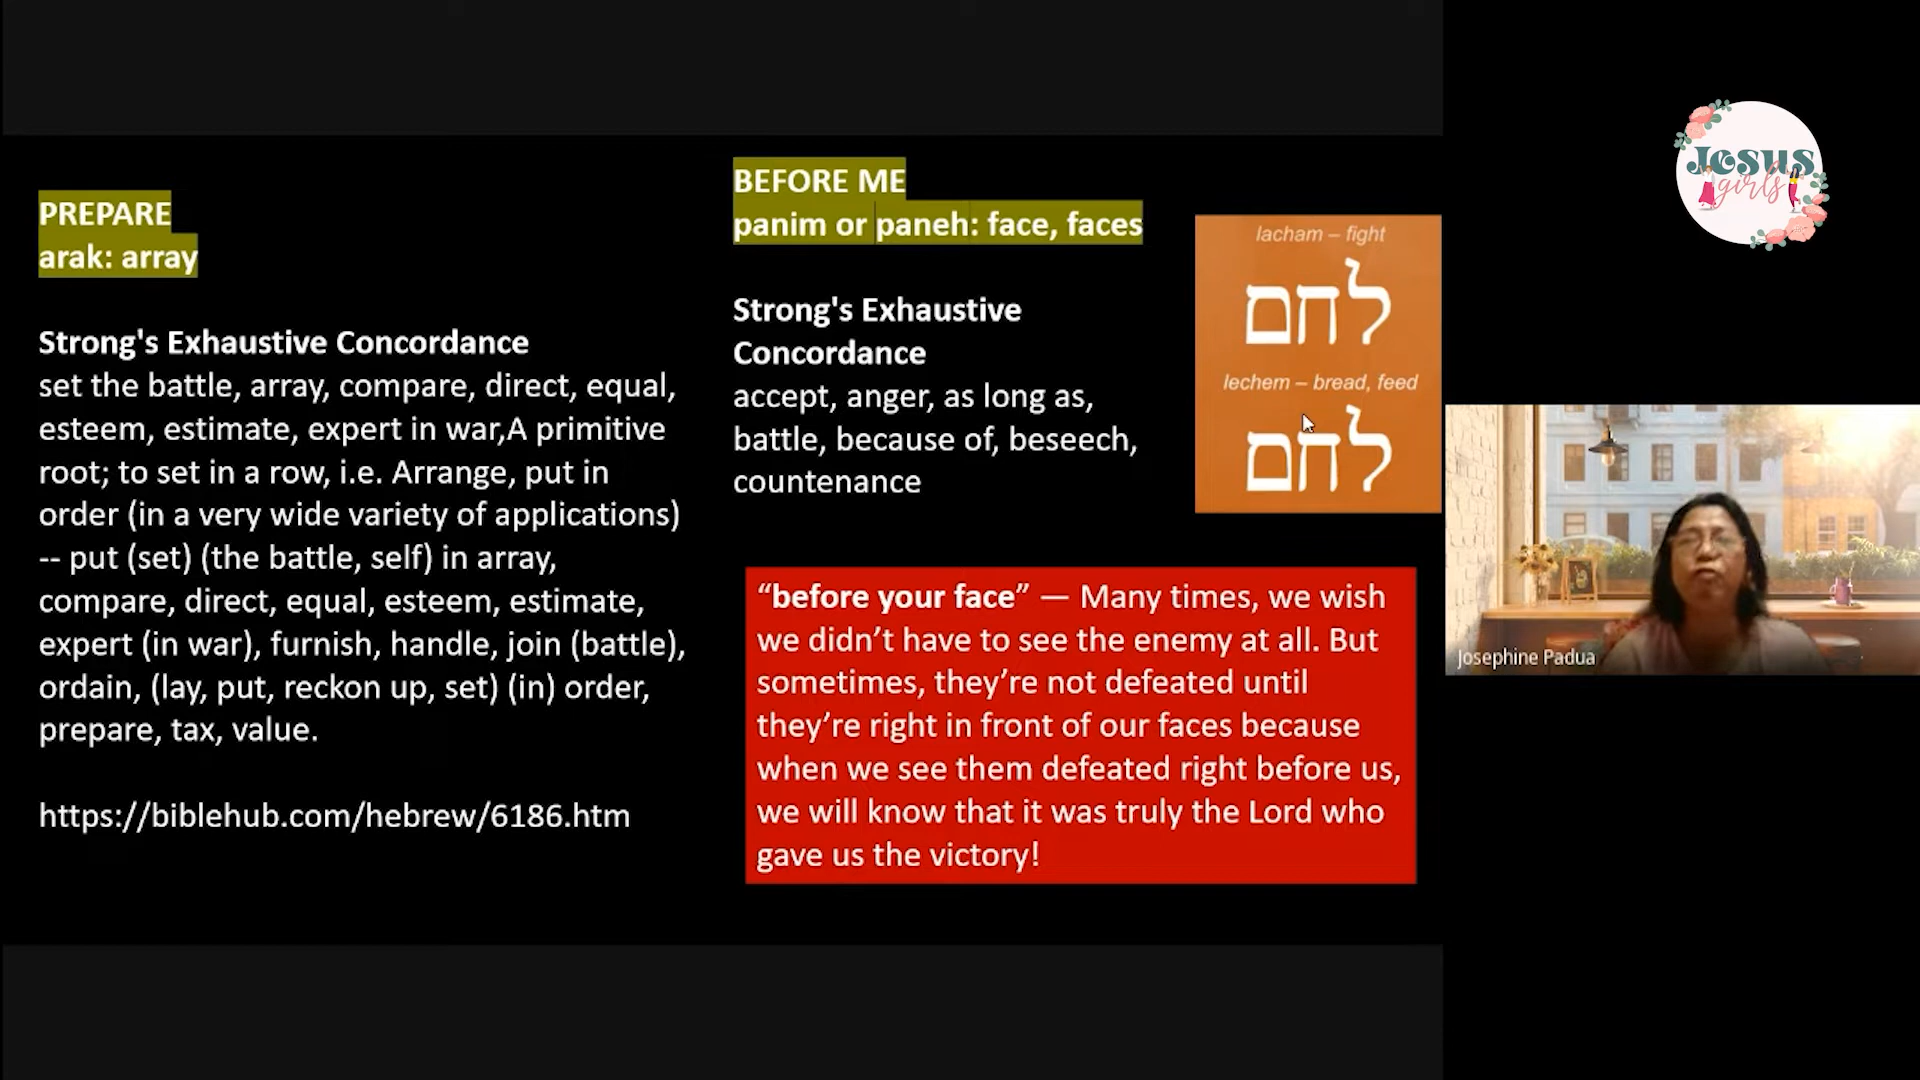 PREPARE
arak: array
Strong's Exhaustive Concordance
set the battle, array, compare, direct, equal,
esteem, estimate, expert in war,A primitive
root; to set in a row, i.e. Arrange, put in
order (in a very wide variety of applications)
-- put (set) (the battle, self) in array,
compare, direct, equal, esteem, estimate,
expert (in war), furnish, handle, join (battle),
ordain, (lay, put, reckon up, set) (in) order,
prepare, tax, value.
https://biblehub.com/hebrew/6186.htm
BEFORE ME
panim or paneh: face, faces
Strong's Exhaustive
Concordance
accept, anger, as long as,
battle, because of, beseech,
countenance
lacham – fight
לחם
lechem – bread, feed
לחם
“before your face” — Many times, we wish
we didn’t have to see the enemy at all. But
sometimes, they’re not defeated until
they’re right in front of our faces because
when we see them defeated right before us,
we will know that it was truly the Lord who
gave us the victory!
Jesus
girls
Josephine Padua